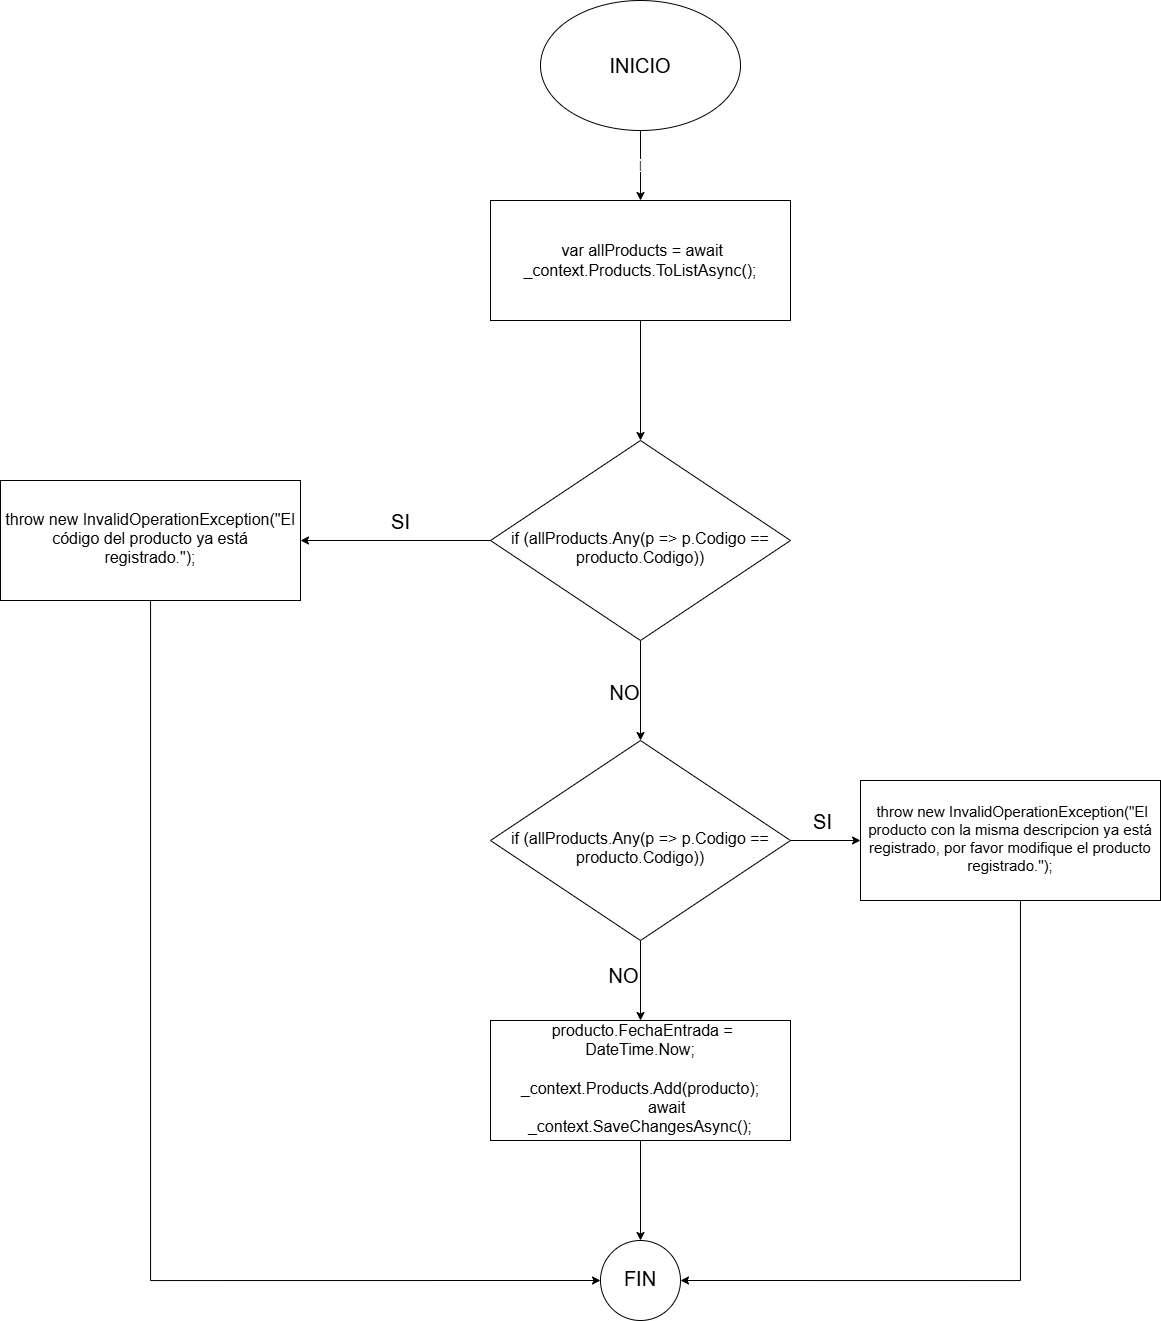 INICIO
var allProducts = await
_context.Products.ToListAsync();
if (allProducts.Any(p => p.Codigo ==
producto.Codigo))
SI
throw new InvalidOperationException("El
código del producto ya está
registrado.");
NO
if (allProducts.Any(p => p.Codigo ==
producto.Codigo))
SI
throw new InvalidOperationException("El
producto con la misma descripcion ya está
registrado, por favor modifique el producto
registrado.");
NO
producto.FechaEntrada =
DateTime.Now;
_context.Products.Add(producto);
await
_context.SaveChangesAsync();
FIN